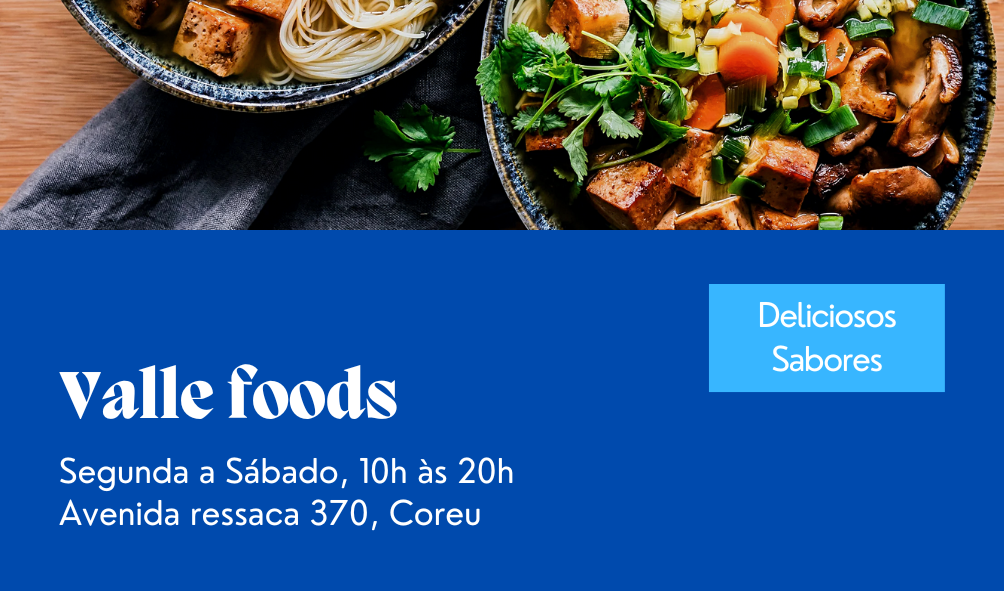 Deliciosos
Sabores
Valle foods
Segunda a Sábado, 10h às 20h
Avenida ressaca 370, Coreu